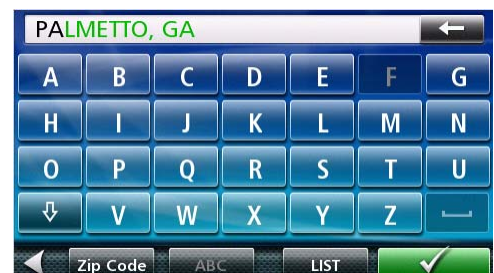 PALMETTO, GA
A B C D E F G
H I J K L M N
O P Q R S T U
V W X Y Z
Zip Code ABC LIST